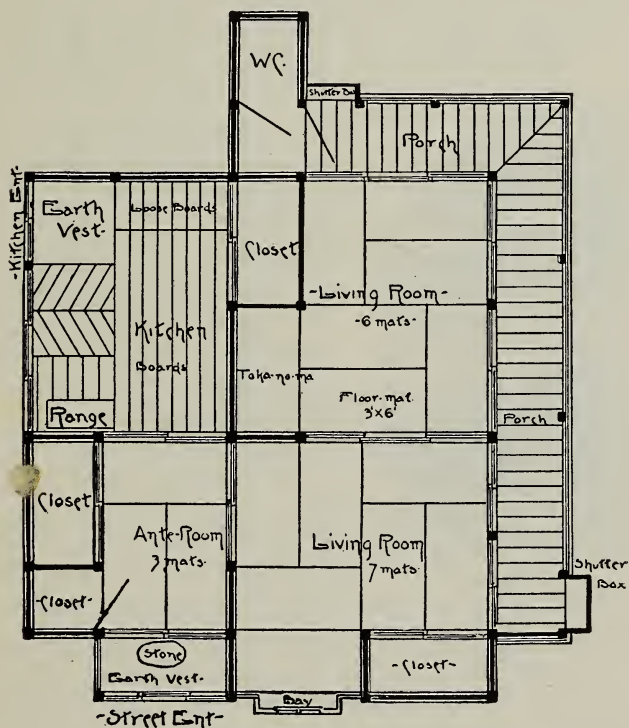 W.C.
Shutter Box
Porch
-Kitchen Ent-
Earth
Vest-
Loose Boards
Closet
-Living Room-
-6 mats-
Kitchen
Boards
Toka-no-ma
Floor-mat
3'x6'
Range
Porch
Closet
Ante-Room
3 mats-
Living Room
7 mats-
Shutter
Box
-Closet-
Stone
Earth Vest-
-Closet-
Bay
-Street Ent-